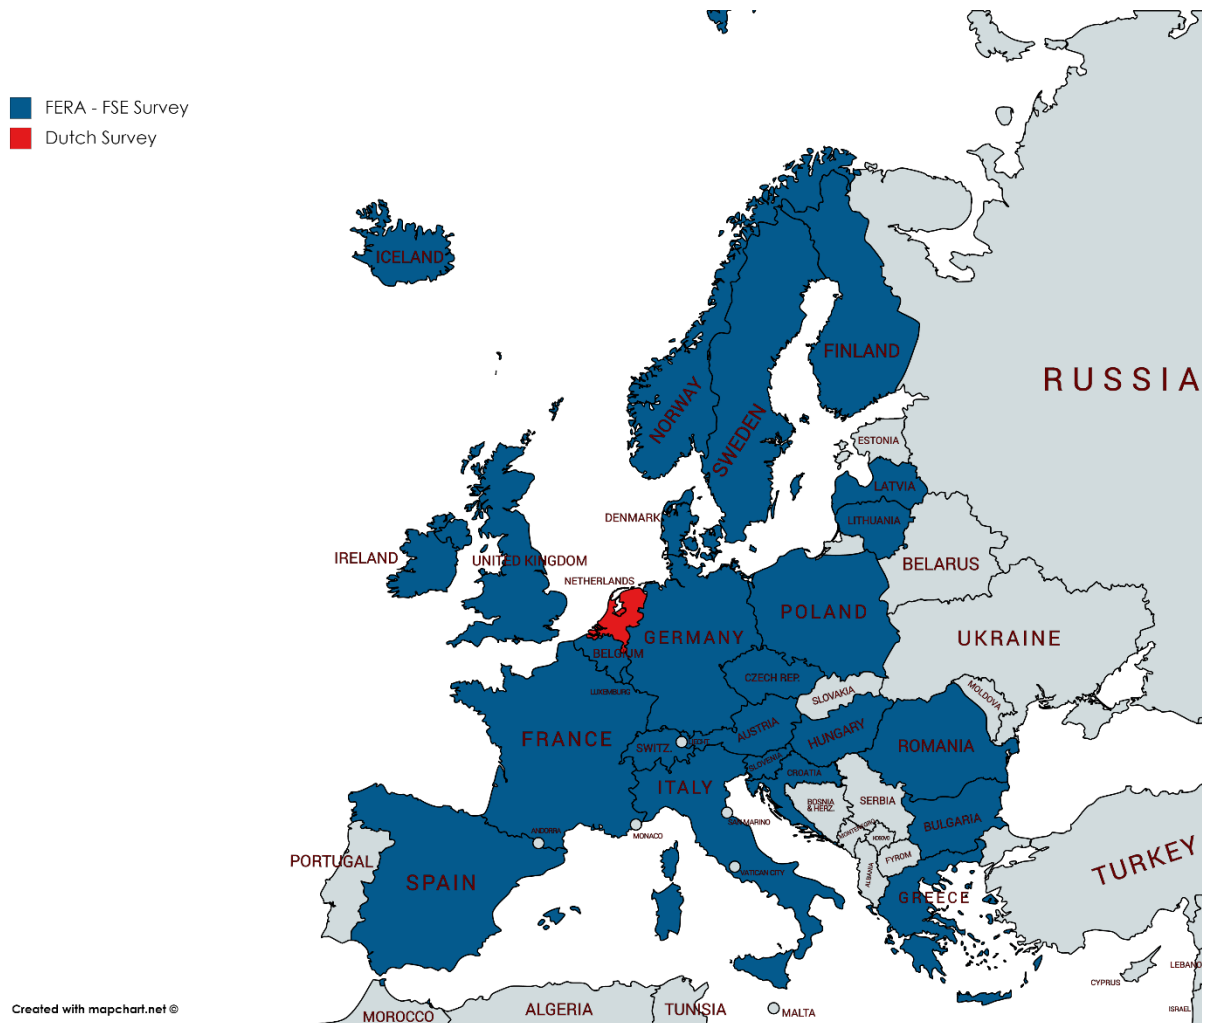 FERA - FSE Survey
Dutch Survey
ICELAND
FINLAND
RUSSIA
NORWAY
SWEDEN
ESTONIA
LATVIA
DENMARK
LITHUANIA
IRELAND
UNITED KINGDOM
BELARUS
NETHERLANDS
POLAND
GERMANY
UKRAINE
BELGIUM
CZECH REP.
LUXEMBURG
SLOVAKIA
MOLDOVA
FRANCE
SWITZ.
AUSTRIA
HUNGARY
ROMANIA
SLOVENIA
CROATIA
ITALY
BOSNIA
& HERZ.
SERBIA
SAN MARINO
BULGARIA
ANDORRA
MONACO
MONTENEGRO
KOSOVO
PORTUGAL
FYROM
TURKEY
SPAIN
VATICAN CITY
ALBANIA
GREECE
LEBANO
CYPRUS
Created with mapchart.net ©
MOROCCO
ALGERIA
TUNISIA
MALTA
ISRAEL